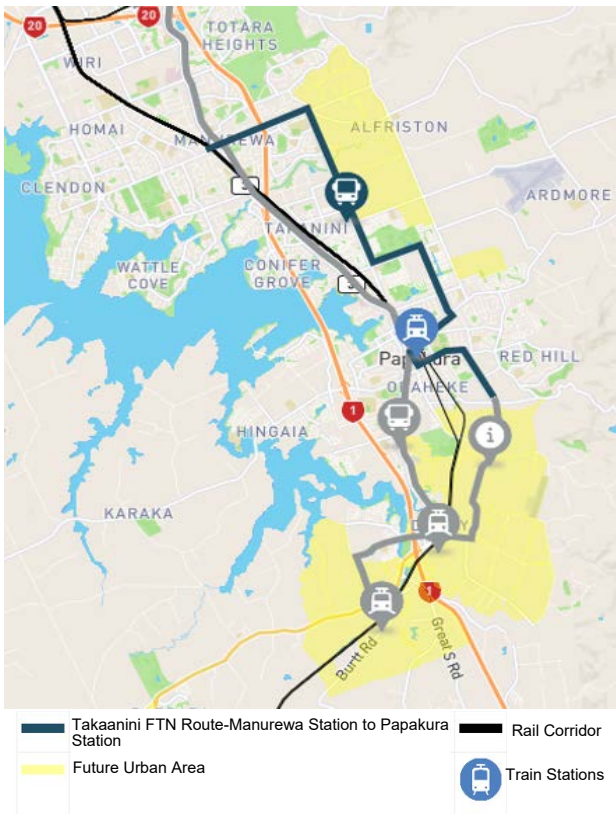 20
20
TOTARA
HEIGHTS
WIRI
HOMAI
MANUREWA
ALFRISTON
CLENDON
ARDMORE
TAKANINI
WATTLE
COVE
CONIFER
GROVE
Papakura
RED HILL
OPAHEKE
1
HINGAIA
i
KARAKA
1
Burtt Rd
Great S Rd
Takaanini FTN Route-Manurewa Station to Papakura
Station
Rail Corridor
Future Urban Area
Train Stations